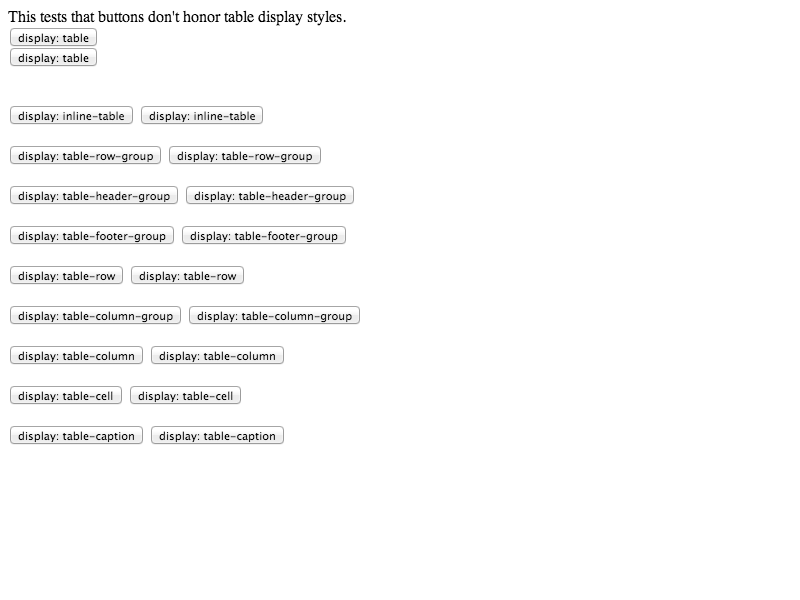 This tests that buttons don't honor table display styles.
display: table
display: table
display: inline-table display: inline-table
display: table-row-group display: table-row-group
display: table-header-group display: table-header-group
display: table-footer-group display: table-footer-group
display: table-row display: table-row
display: table-column-group display: table-column-group
display: table-column display: table-column
display: table-cell display: table-cell
display: table-caption display: table-caption